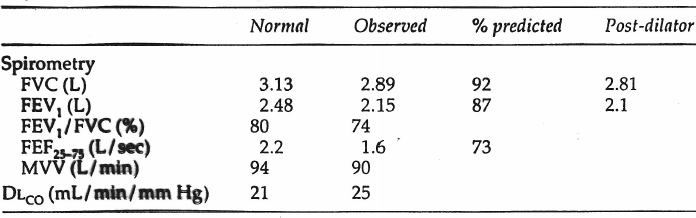 Normal Observed % predicted Post-dilator
Spirometry
FVC (L) 3.13 2.89 92 2.81
FEV₁ (L) 2.48 2.15 87 2.1
FEV₁/FVC (%) 80 74
FEF₂₅₋₇₅ (L/sec) 2.2 1.6 73
MVV (L/min) 94 90
DLCO (mL/min/mm Hg) 21 25